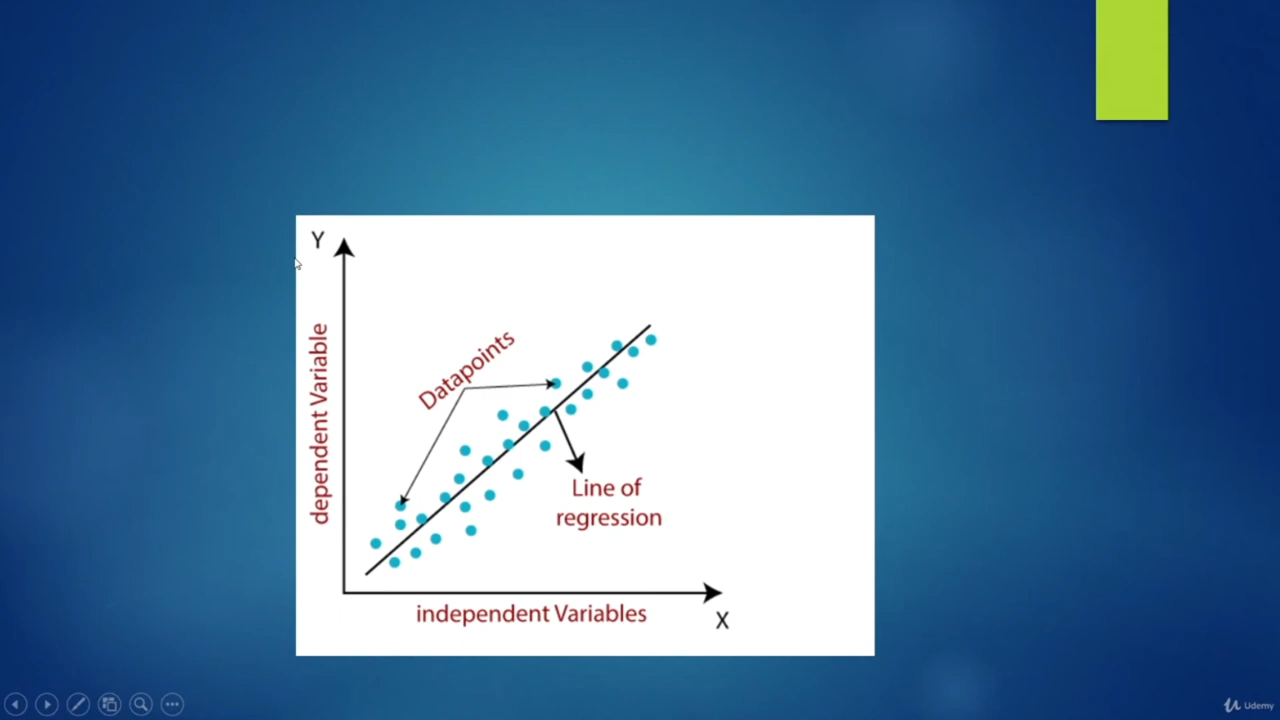 Y
dependent Variable
Datapoints
Line of
regression
independent Variables
X
Udemy